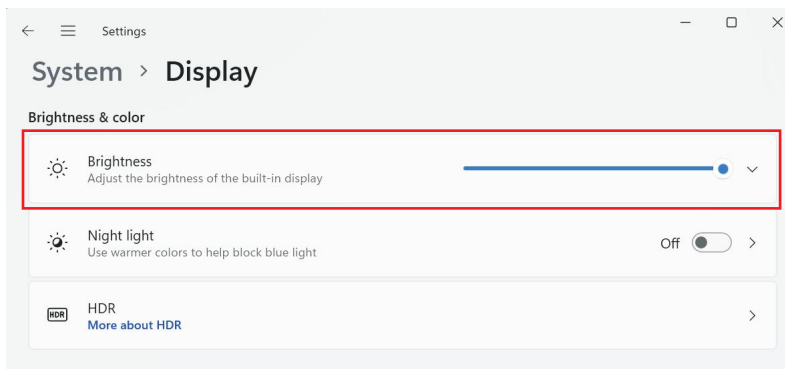 Settings
System > Display
Brightness & color
Brightness
Adjust the brightness of the built-in display
Night light
Use warmer colors to help block blue light
Off
HDR
HDR
More about HDR